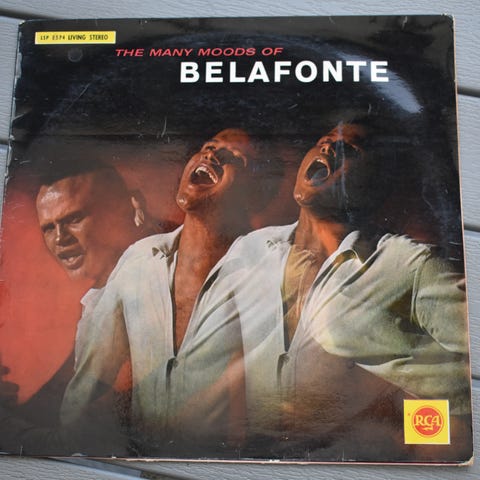 LSP 2574 LIVING STEREO
THE MANY MOODS OF
BELAFONTE
RCA